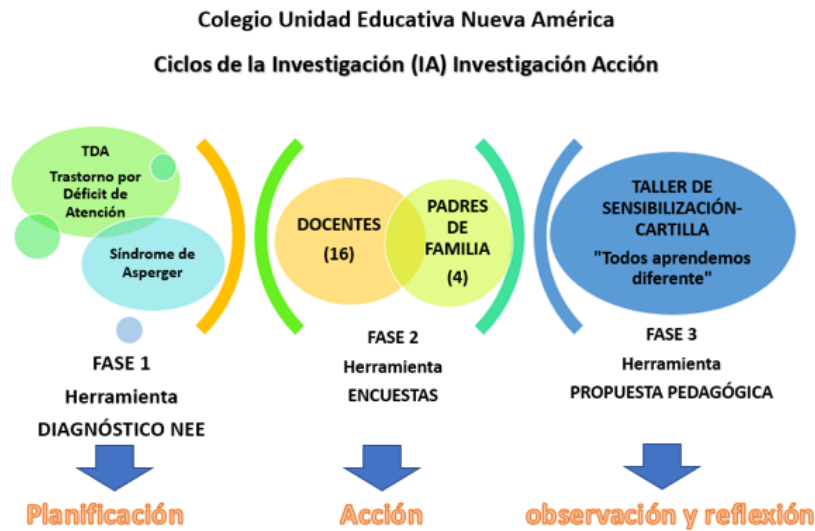 Colegio Unidad Educativa Nueva América
Ciclos de la Investigación (IA) Investigación Acción
TDA
Trastorno por
Déficit de
Atención
Síndrome de
Asperger
FASE 1
Herramienta
DIAGNÓSTICO NEE
Planificación
DOCENTES
(16)
PADRES
DE
FAMILIA
(4)
FASE 2
Herramienta
ENCUESTAS
Acción
TALLER DE
SENSIBILIZACIÓN-
CARTILLA
"Todos aprendemos
diferente"
FASE 3
Herramienta
PROPUESTA PEDAGÓGICA
observación y reflexión